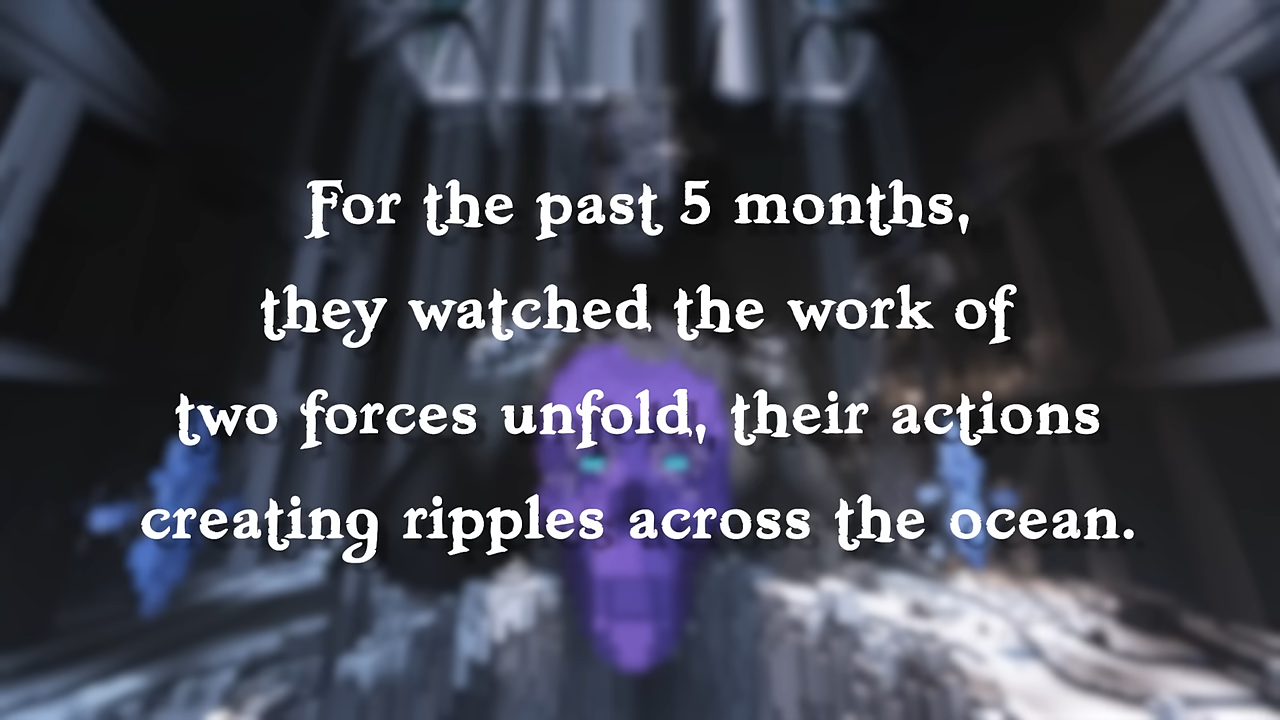 For the past 5 months,
they watched the work of
two forces unfold, their actions
creating ripples across the ocean.